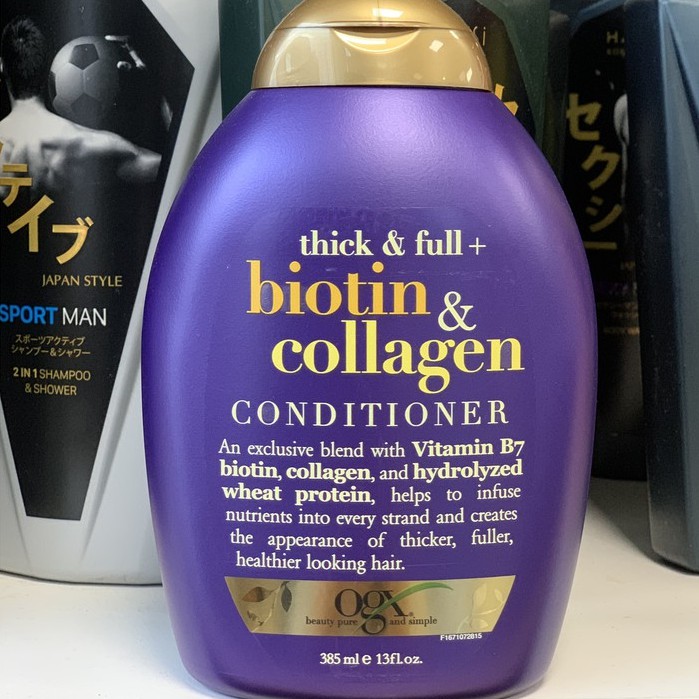 thick & full +
biotin
&
collagen
CONDITIONER
An exclusive blend with Vitamin B7
biotin, collagen, and hydrolyzed
wheat protein, helps to infuse
nutrients into every strand and creates
the appearance of thicker, fuller,
healthier looking hair.
ogx
beauty pure and simple
F1671072815
385 ml e 13fl.oz.
ティブ
JAPAN STYLE
SPORT MAN
スポーツアクティブ
シャンプー&シャワー
2 IN 1 SHAMPOO
& SHOWER
セクシー